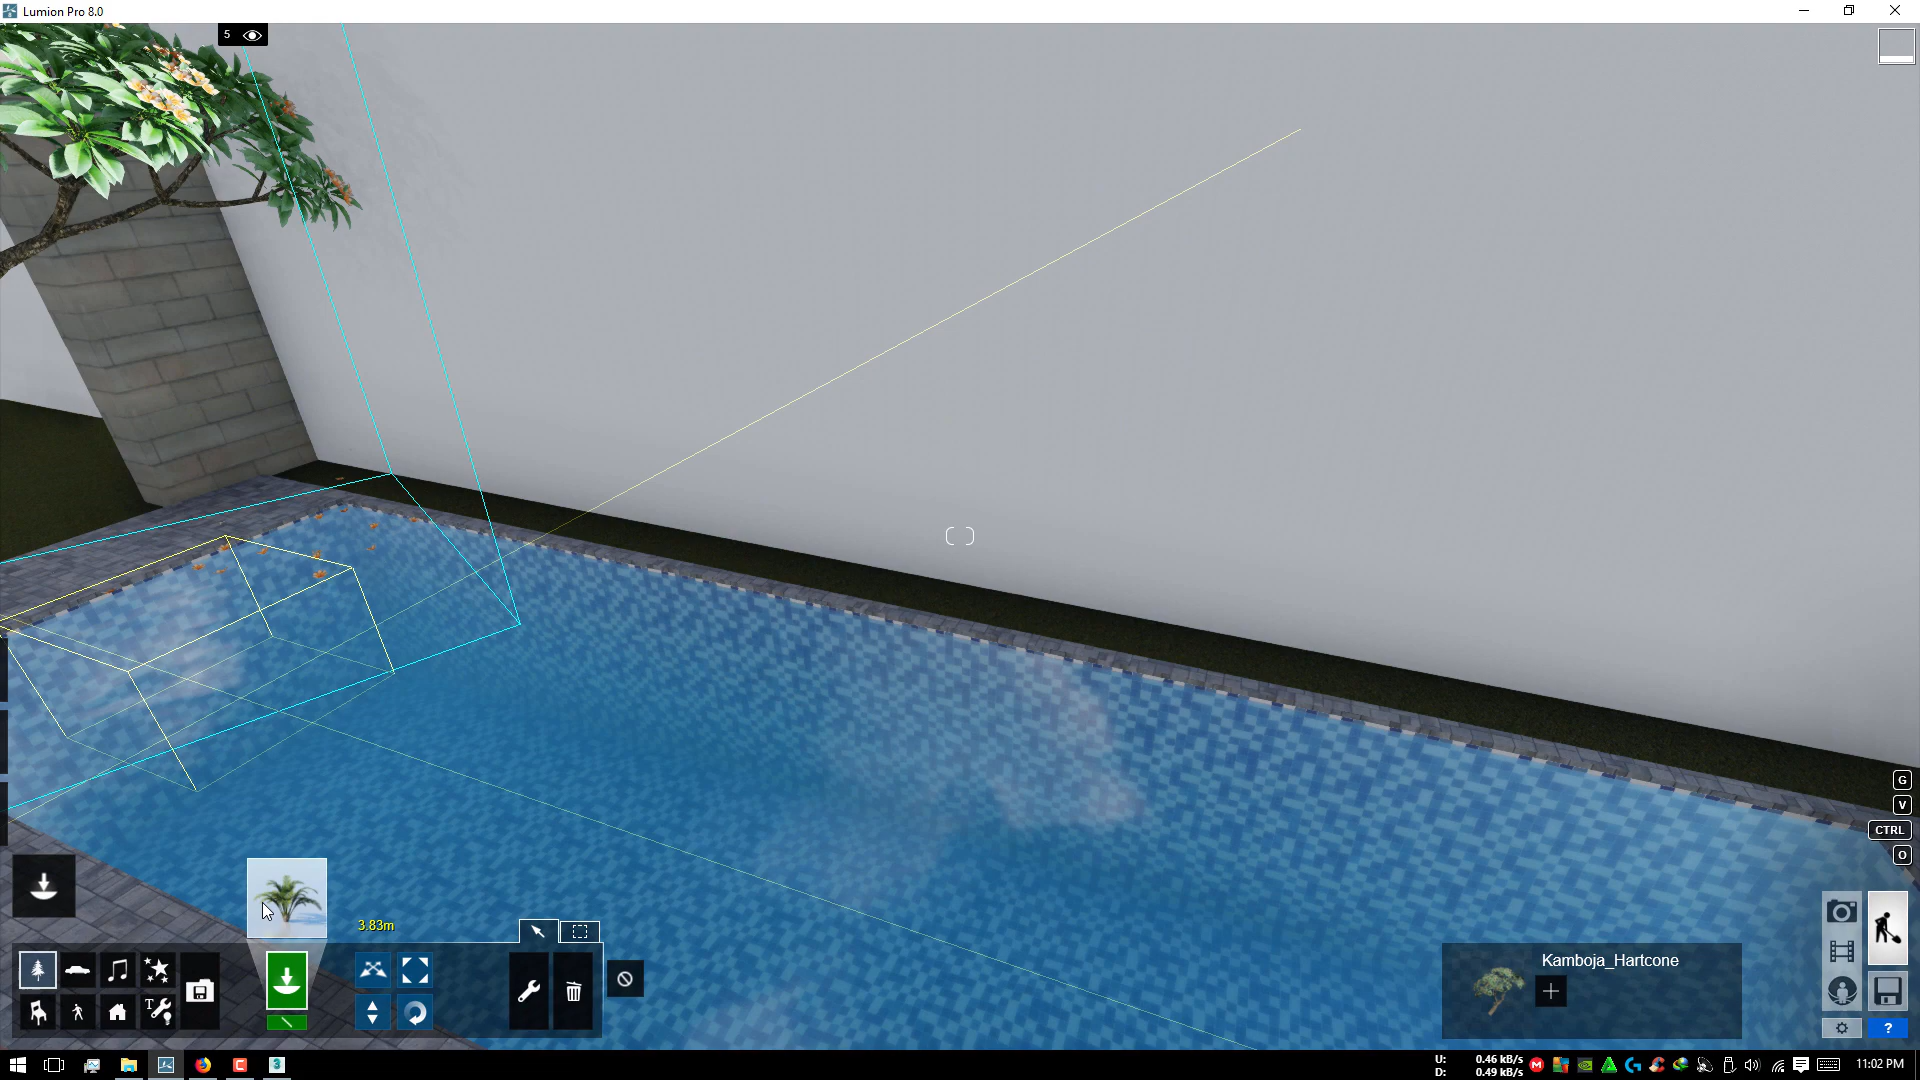 Lumion Pro 8.0
5
G
V
CTRL
O
3.83m
Kamboja_Hartcone
?
U: 0.46 kB/s
D: 0.49 kB/s
11:02 PM